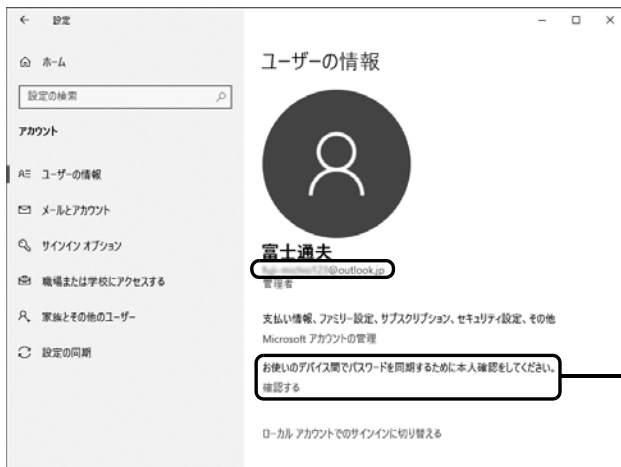 設定
ホーム
設定の検索
アカウント
ユーザーの情報
メールとアカウント
サインイン オプション
職場または学校にアクセスする
家族とその他のユーザー
設定の同期
ユーザーの情報
富士通夫
@outlook.jp
管理者
支払い情報、ファミリー設定、サブスクリプション、セキュリティ設定、その他
Microsoft アカウントの管理
お使いのデバイス間でパスワードを同期するために本人確認をしてください。
確認する
ローカル アカウントでのサインインに切り替える